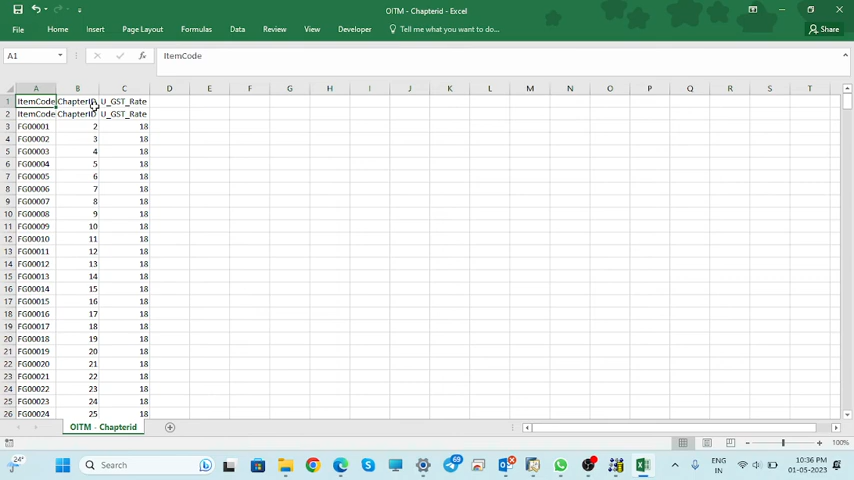 OITM - Chapterid - Excel
Share
File Home Insert Draw Page Layout Formulas Data Review View Developer Tell me what you want to do...
A1 fx ItemCode
A B C D E F G H I J K L M N O P Q R S T
1 ItemCode ChapterID U_GST_Rate
2 ItemCode ChapterID U_GST_Rate
3 FG00001 2 18
4 FG00002 3 18
5 FG00003 4 18
6 FG00004 5 18
7 FG00005 6 18
8 FG00006 7 18
9 FG00007 8 18
10 FG00008 9 18
11 FG00009 10 18
12 FG00010 11 18
13 FG00011 12 18
14 FG00012 13 18
15 FG00013 14 18
16 FG00014 15 18
17 FG00015 16 18
18 FG00016 17 18
19 FG00017 18 18
20 FG00018 19 18
21 FG00019 20 18
22 FG00020 21 18
23 FG00021 22 18
24 FG00022 23 18
25 FG00023 24 18
26 FG00024 25 18
OITM - Chapterid
100%
24° Search 69 ENG IN 10:36 PM 01-05-2023